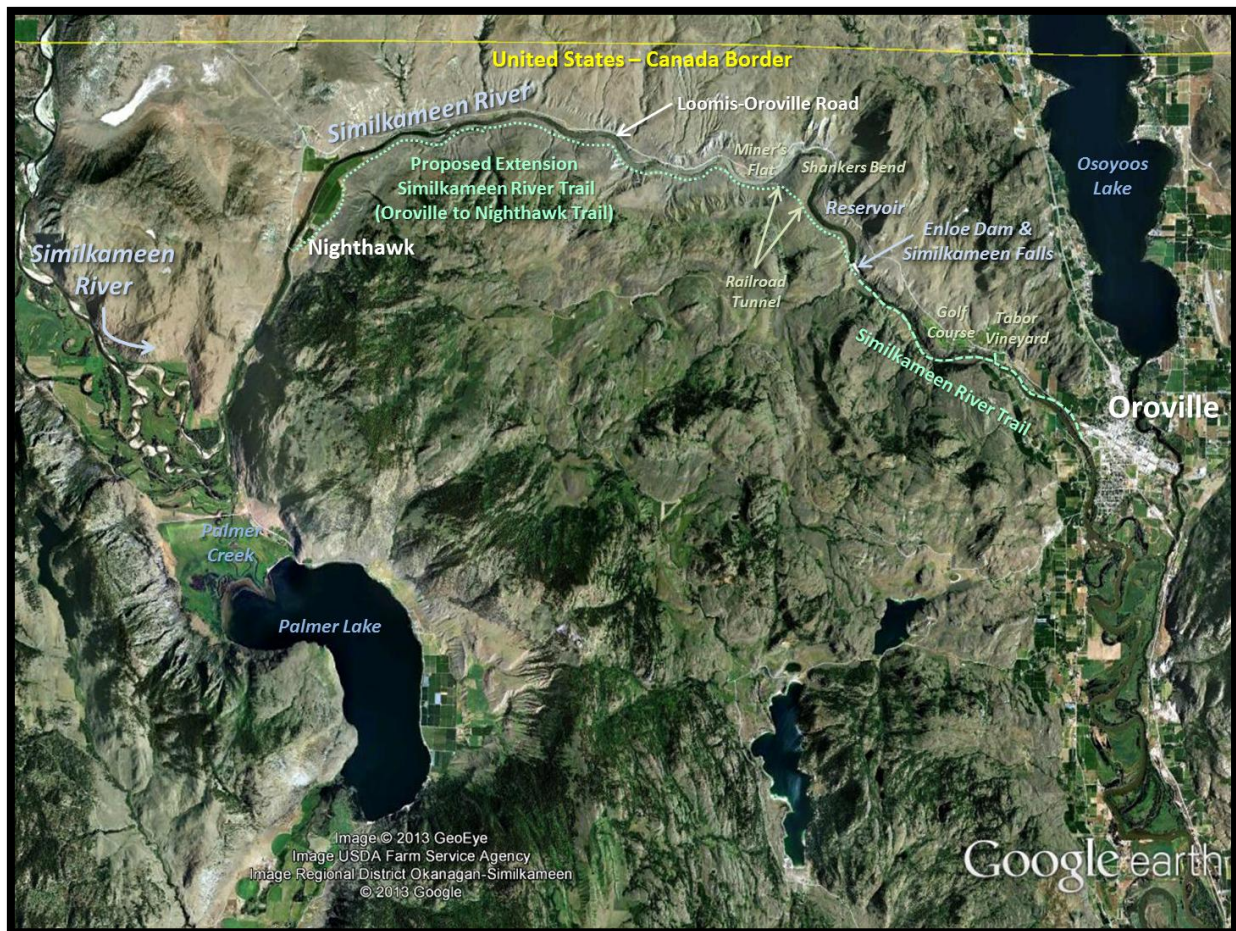 United States – Canada Border
Similkameen River
Loomis-Oroville Road
Miner's
Flat
Shankers Bend
Osoyoos
Lake
Proposed Extension
Similkameen River Trail
(Oroville to Nighthawk Trail)
Reservoir
Enloe Dam &
Similkameen Falls
Nighthawk
Similkameen
River
Railroad
Tunnel
Golf
Course
Tabor
Vineyard
Similkameen River Trail
Oroville
Palmer
Creek
Palmer Lake
Image © 2013 GeoEye
Image USDA Farm Service Agency
Image Regional District Okanagan-Similkameen
© 2013 Google
Google earth